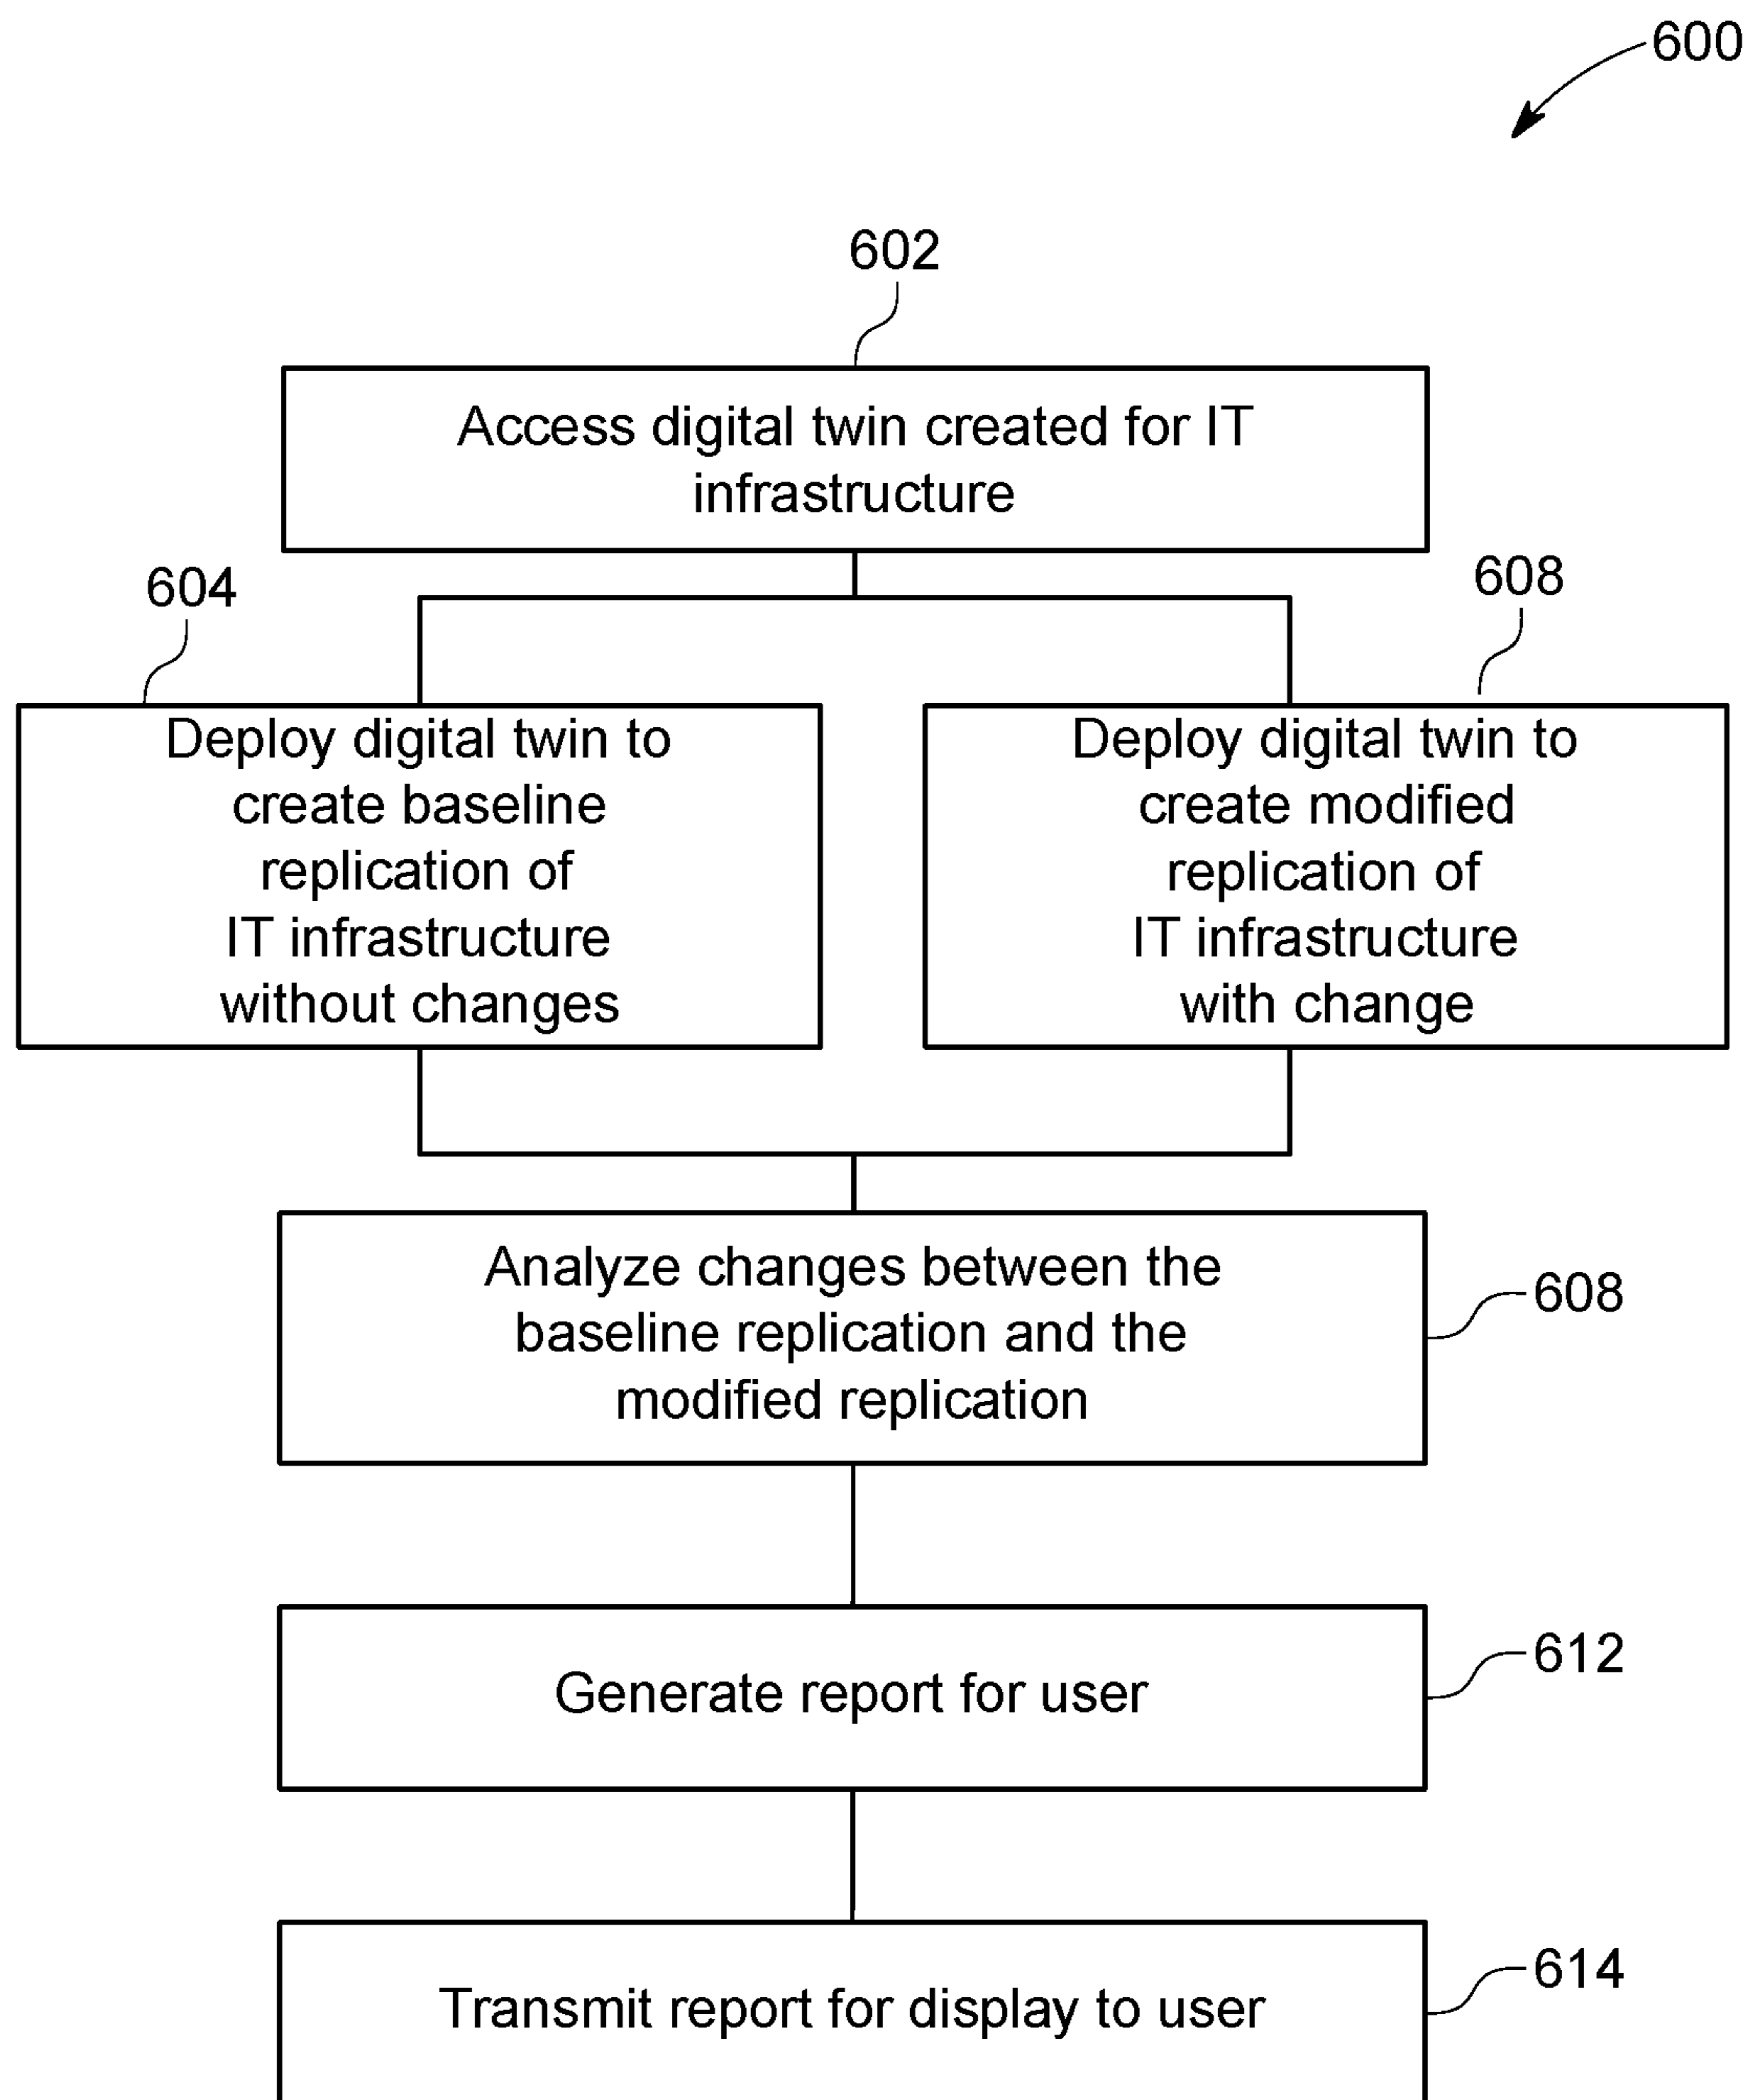 600
602
Access digital twin created for IT
infrastructure
604
608
Deploy digital twin to
create baseline
replication of
IT infrastructure
without changes
Deploy digital twin to
create modified
replication of
IT infrastructure
with change
Analyze changes between the
baseline replication and the
modified replication
608
Generate report for user
612
Transmit report for display to user
614